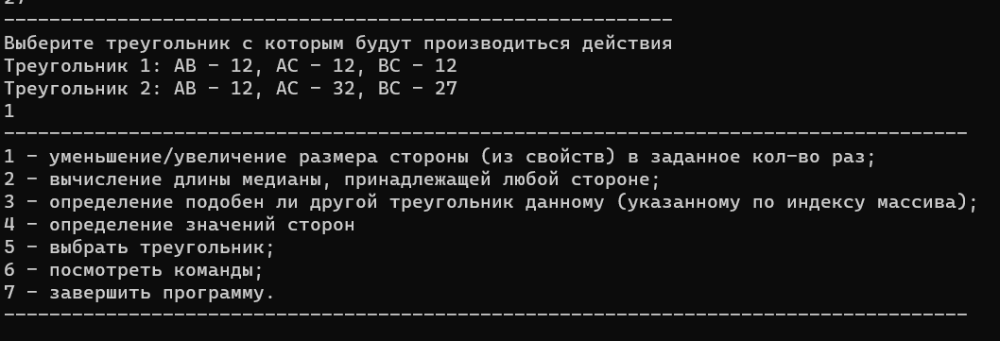 27
-----------------------------------------------------------
Выберите треугольник с которым будут производиться действия
Треугольник 1: AB - 12, AC - 12, BC - 12
Треугольник 2: AB - 12, AC - 32, BC - 27
1
-------------------------------------------------------------------------------------
1 - уменьшение/увеличение размера стороны (из свойств) в заданное кол-во раз;
2 - вычисление длины медианы, принадлежащей любой стороне;
3 - определение подобен ли другой треугольник данному (указанному по индексу массива);
4 - определение значений сторон
5 - выбрать треугольник;
6 - посмотреть команды;
7 - завершить программу.
-------------------------------------------------------------------------------------